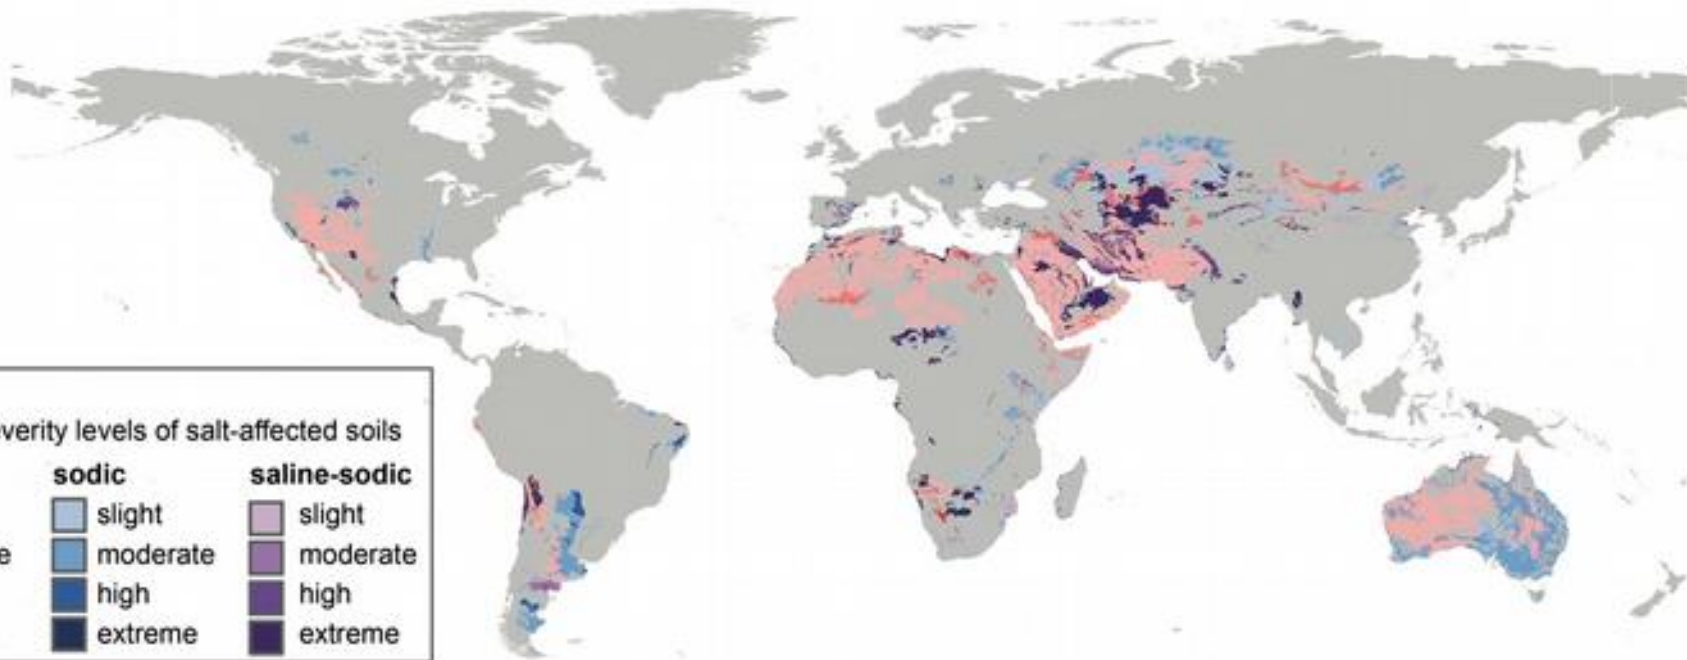 verity levels of salt-affected soils
sodic saline-sodic
slight slight
e moderate moderate
high high
extreme extreme